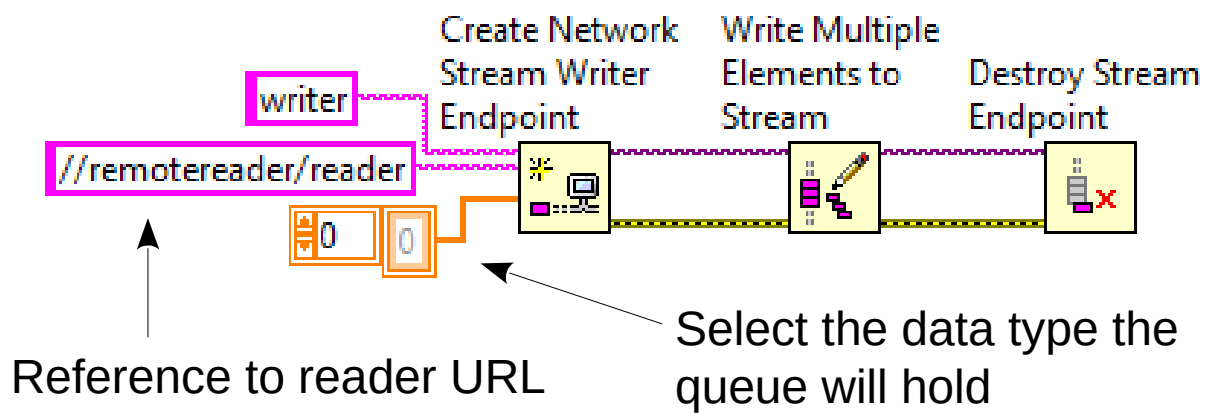 Create Network
Stream Writer
Endpoint
Write Multiple
Elements to
Stream
Destroy Stream
Endpoint
writer
//remotereader/reader
0
0
Reference to reader URL
Select the data type the
queue will hold